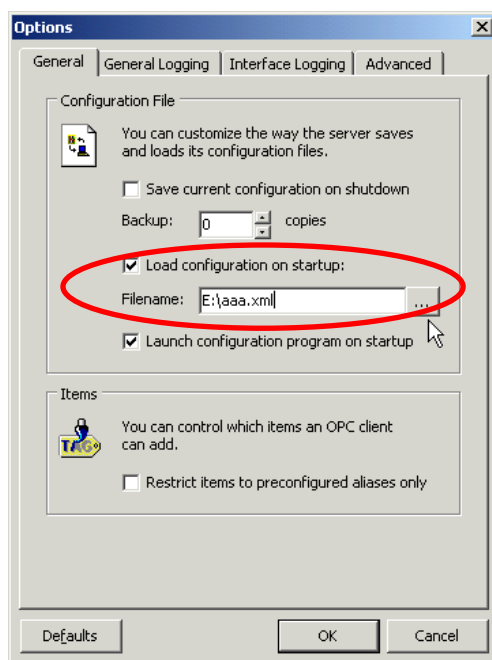 Options
General General Logging Interface Logging Advanced
Configuration File
You can customize the way the server saves
and loads its configuration files.
Save current configuration on shutdown
Backup: 0 copies
Load configuration on startup:
Filename: E:\aaa.xml ...
Launch configuration program on startup
Items
TAG
You can control which items an OPC client
can add.
Restrict items to preconfigured aliases only
Defaults OK Cancel